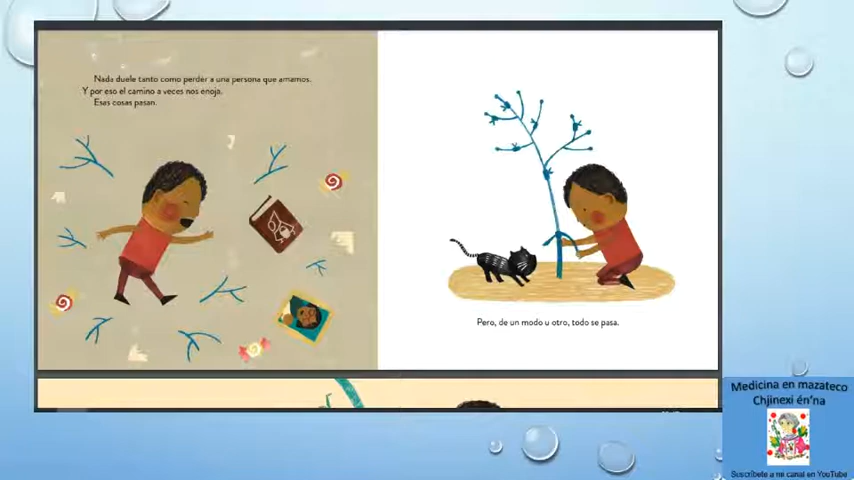 Nada duele tanto como perder a una persona que amamos.
Y por eso el camino a veces nos enoja.
Esas cosas pasan.
Pero, de un modo u otro, todo se pasa.
Medicina en mazateco
Chjinexi én'na
Suscríbete a mi canal en YouTube